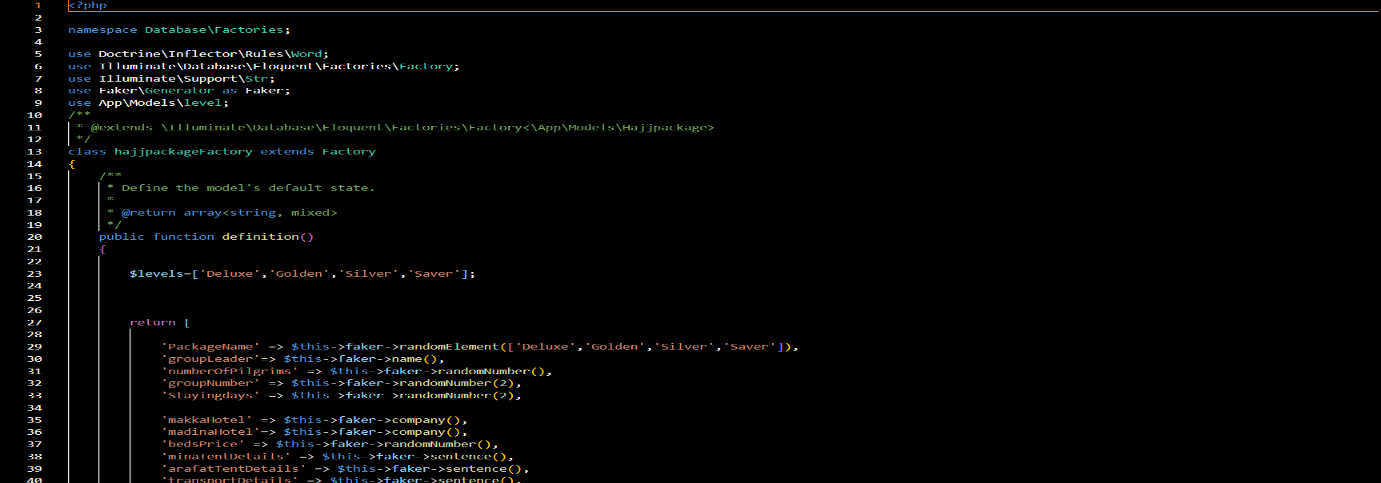 1 <?php
2
3 namespace Database\Factories;
4
5 use Doctrine\Inflector\Rules\Word;
6 use Illuminate\Database\Eloquent\Factories\Factory;
7 use Illuminate\Support\Str;
8 use Faker\Generator as Faker;
9 use App\Models\level;
10 /**
11  * @extends \Illuminate\Database\Eloquent\Factories\Factory<\App\Models\Hajjpackage>
12  */
13 class hajjpackageFactory extends Factory
14 {
15     /**
16      * Define the model's default state.
17      *
18      * @return array<string, mixed>
19      */
20     public function definition()
21     {
22
23         $levels=['Deluxe','Golden','Silver','Saver'];
24
25
26
27         return [
28
29             'PackageName' => $this->faker->randomElement(['Deluxe','Golden','Silver','Saver']),
30             'groupLeader'=> $this->faker->name(),
31             'numberOfPilgrims' => $this->faker->randomNumber(),
32             'groupNumber' => $this->faker->randomNumber(2),
33             'Stayingdays' => $this->faker->randomNumber(2),
34
35             'makkaHotel' => $this->faker->company(),
36             'madinaHotel' => $this->faker->company(),
37             'bedsPrice' => $this->faker->randomNumber(),
38             'minaTentDetails' => $this->faker->sentence(),
39             'arafatTentDetails' => $this->faker->sentence(),
40             'transportDetails' => $this->faker->sentence(),